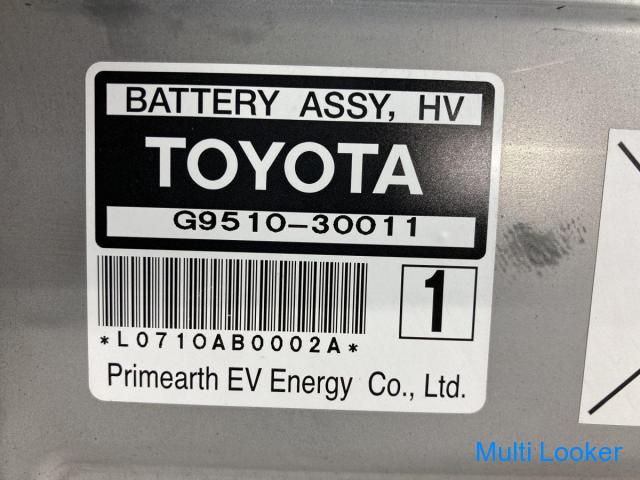 BATTERY ASSY, HV
TOYOTA
G9510-30011
1
*L0710AB0002A*
Primearth EV Energy Co., Ltd.
Multi Looker